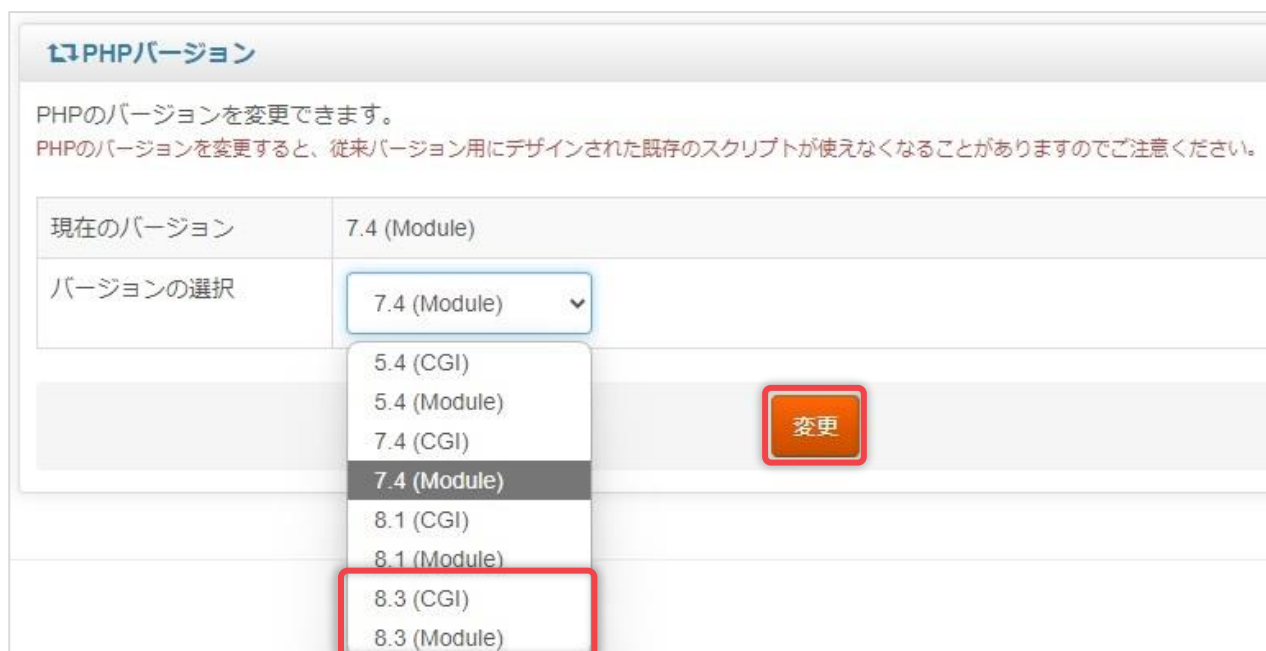 PHPバージョン
PHPのバージョンを変更できます。
PHPのバージョンを変更すると、従来バージョン用にデザインされた既存のスクリプトが使えなくなることがありますのでご注意ください。
現在のバージョン 7.4 (Module)
バージョンの選択 7.4 (Module)
5.4 (CGI)
5.4 (Module)
7.4 (CGI)
変更
7.4 (Module)
8.1 (CGI)
8.1 (Module)
8.3 (CGI)
8.3 (Module)